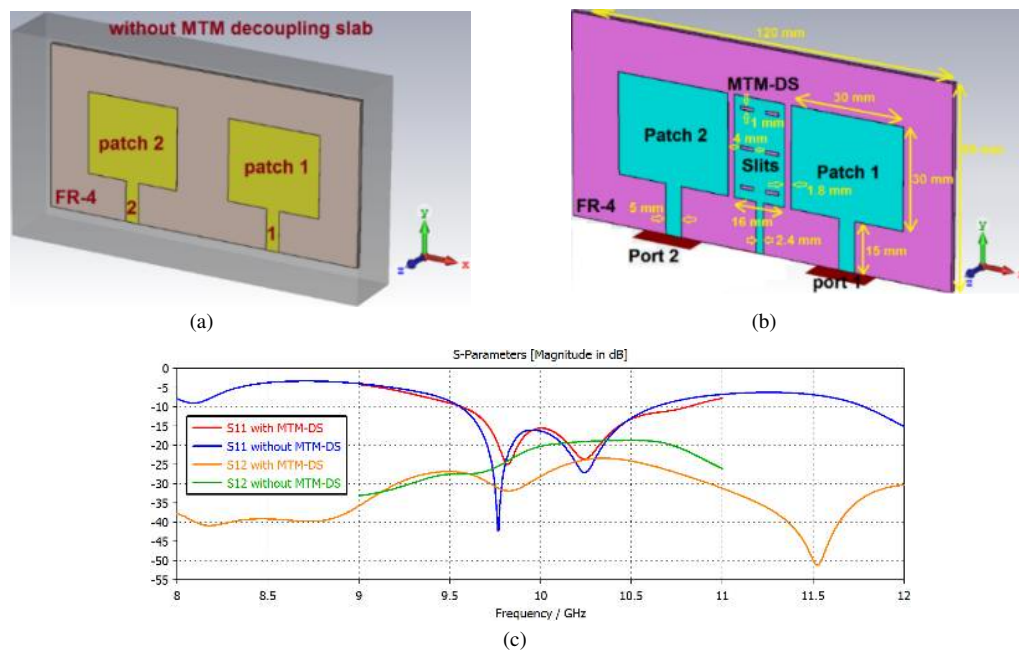 without MTM decoupling slab
patch 2
patch 1
FR-4
2
1
y
x
z
(a)
120 mm
MTM-DS
30 mm
1 mm
Patch 2
4 mm
Slits
Patch 1
30 mm
1.8 mm
FR-4
5 mm
16 mm
2.4 mm
15 mm
Port 2
port 1
y
x
z
(b)
S-Parameters [Magnitude in dB]
0
-5
-10
-15
-20
-25
-30
-35
-40
-45
-50
-55
S11 with MTM-DS
S11 without MTM-DS
S12 with MTM-DS
S12 without MTM-DS
8
8.5
9
9.5
10
10.5
11
11.5
12
Frequency / GHz
(c)